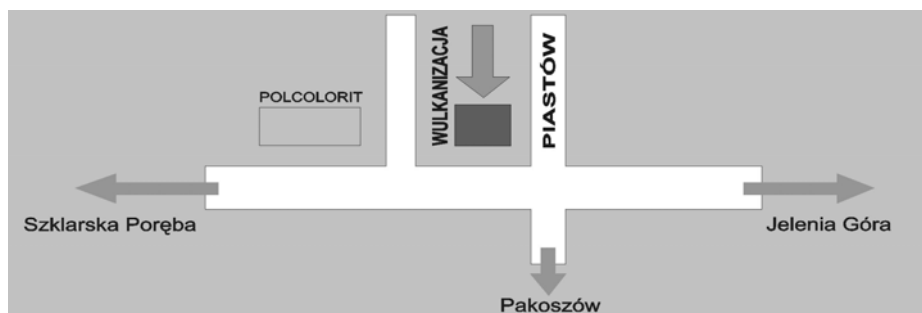 POLCOLORIT
WULKANIZACJA
PIASTÓW
Szklarska Poręba
Jelenia Góra
Pakoszów